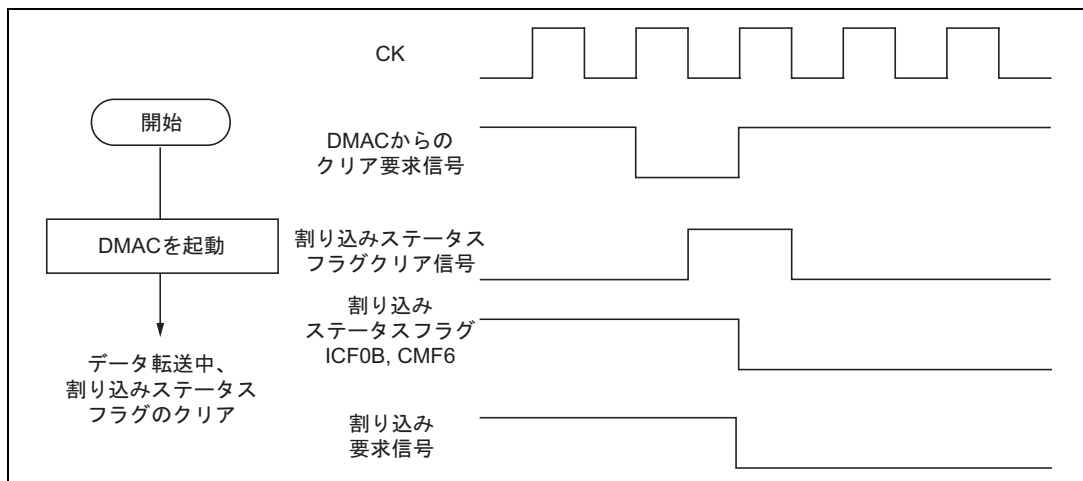 開始
DMACを起動
データ転送中、
割り込みステータス
フラグのクリア
CK
DMACからの
クリア要求信号
割り込みステータス
フラグクリア信号
割り込み
ステータスフラグ
ICF0B, CMF6
割り込み
要求信号